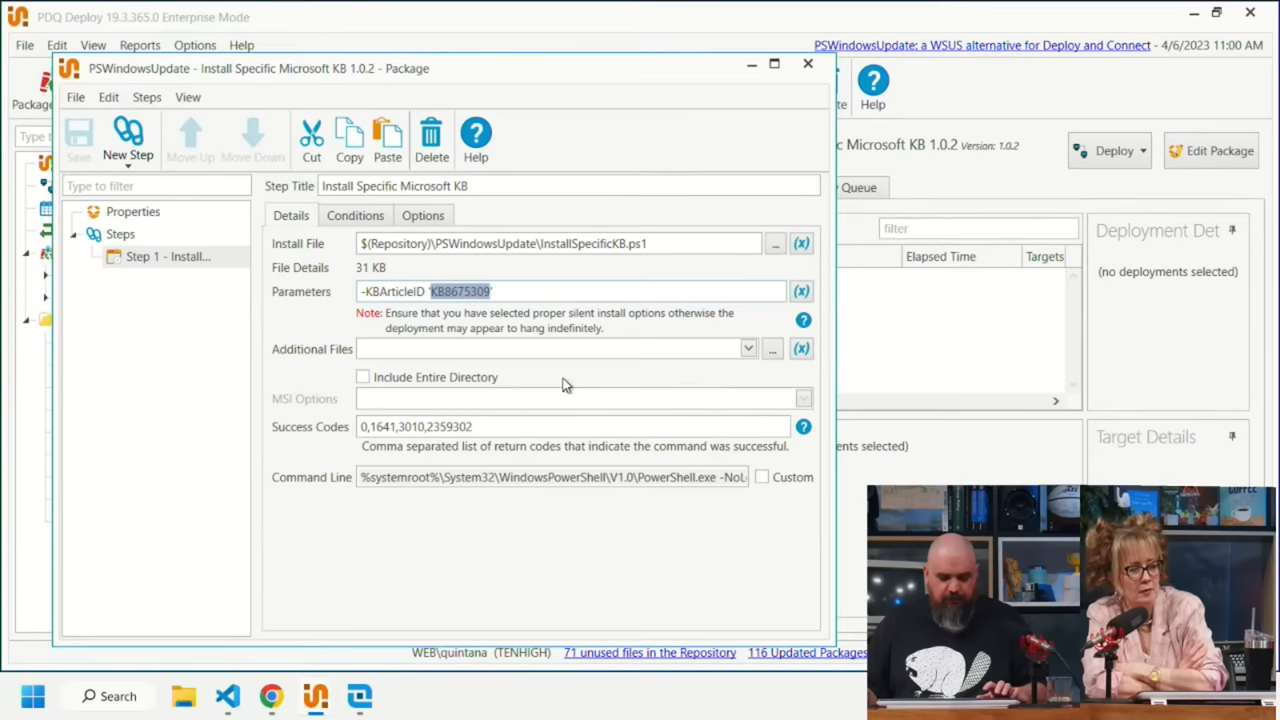 PDQ Deploy 19.3.365.0 Enterprise Mode
File Edit View Reports Options Help
PSWindowsUpdate: a WSUS alternative for Deploy and Connect - 4/6/2023 11:00 AM
PSWindowsUpdate - Install Specific Microsoft KB 1.0.2 - Package
File Edit Steps View
Package
Help
Save New Step Move Up Move Down Cut Copy Paste Delete Help
Microsoft KB 1.0.2 Version: 1.0.2
Deploy
Edit Package
Type to filter
Step Title Install Specific Microsoft KB
Queue
Properties
Steps
Step 1 - Install...
Details Conditions Options
filter
Elapsed Time Targets
Deployment Det
(no deployments selected)
Install File $(Repository)\PSWindowsUpdate\InstallSpecificKB.ps1 ... (x)
File Details 31 KB
Parameters -KBArticleID 'KB8675309' (x)
Note: Ensure that you have selected proper silent install options otherwise the
deployment may appear to hang indefinitely.
Additional Files ... (x)
Include Entire Directory
MSI Options
Success Codes 0,1641,3010,2359302
Comma separated list of return codes that indicate the command was successful.
Command Line %systemroot%\System32\WindowsPowerShell\V1.0\PowerShell.exe -NoL Custom
selected)
Target Details
WEB\quintana (TENHIGH) 71 unused files in the Repository 116 Updated Packages
COFFEE
Search